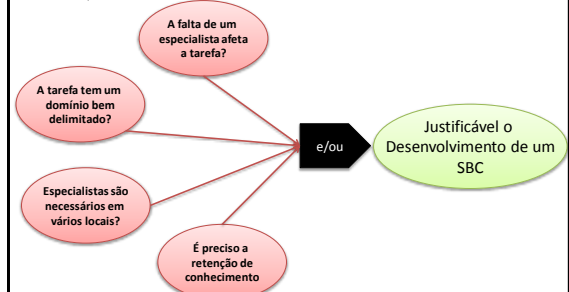 A falta de um
especialista afeta
a tarefa?
A tarefa tem um
domínio bem
delimitado?
e/ou
Justificável o
Desenvolvimento de um
SBC
Especialistas são
necessários em
vários locais?
É preciso a
retenção de
conhecimento